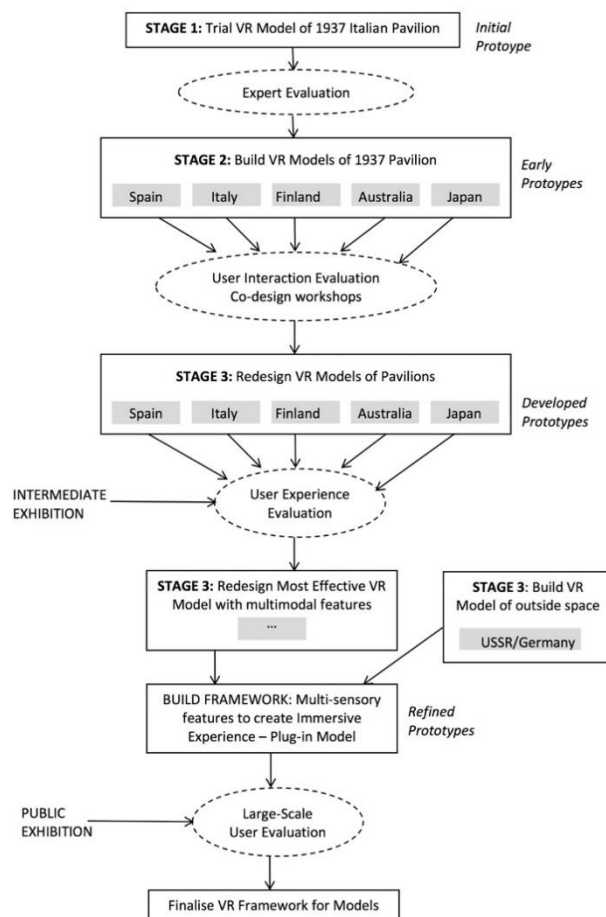 STAGE 1: Trial VR Model of 1937 Italian Pavilion
Initial
Protoype
Expert Evaluation
STAGE 2: Build VR Models of 1937 Pavilion
Spain Italy Finland Australia Japan
Early
Protoypes
User Interaction Evaluation
Co-design workshops
STAGE 3: Redesign VR Models of Pavilions
Spain Italy Finland Australia Japan
Developed
Prototypes
INTERMEDIATE
EXHIBITION
User Experience
Evaluation
STAGE 3: Redesign Most Effective VR
Model with multimodal features
...
STAGE 3: Build VR
Model of outside space
USSR/Germany
BUILD FRAMEWORK: Multi-sensory
features to create Immersive
Experience – Plug-in Model
Refined
Prototypes
PUBLIC
EXHIBITION
Large-Scale
User Evaluation
Finalise VR Framework for Models